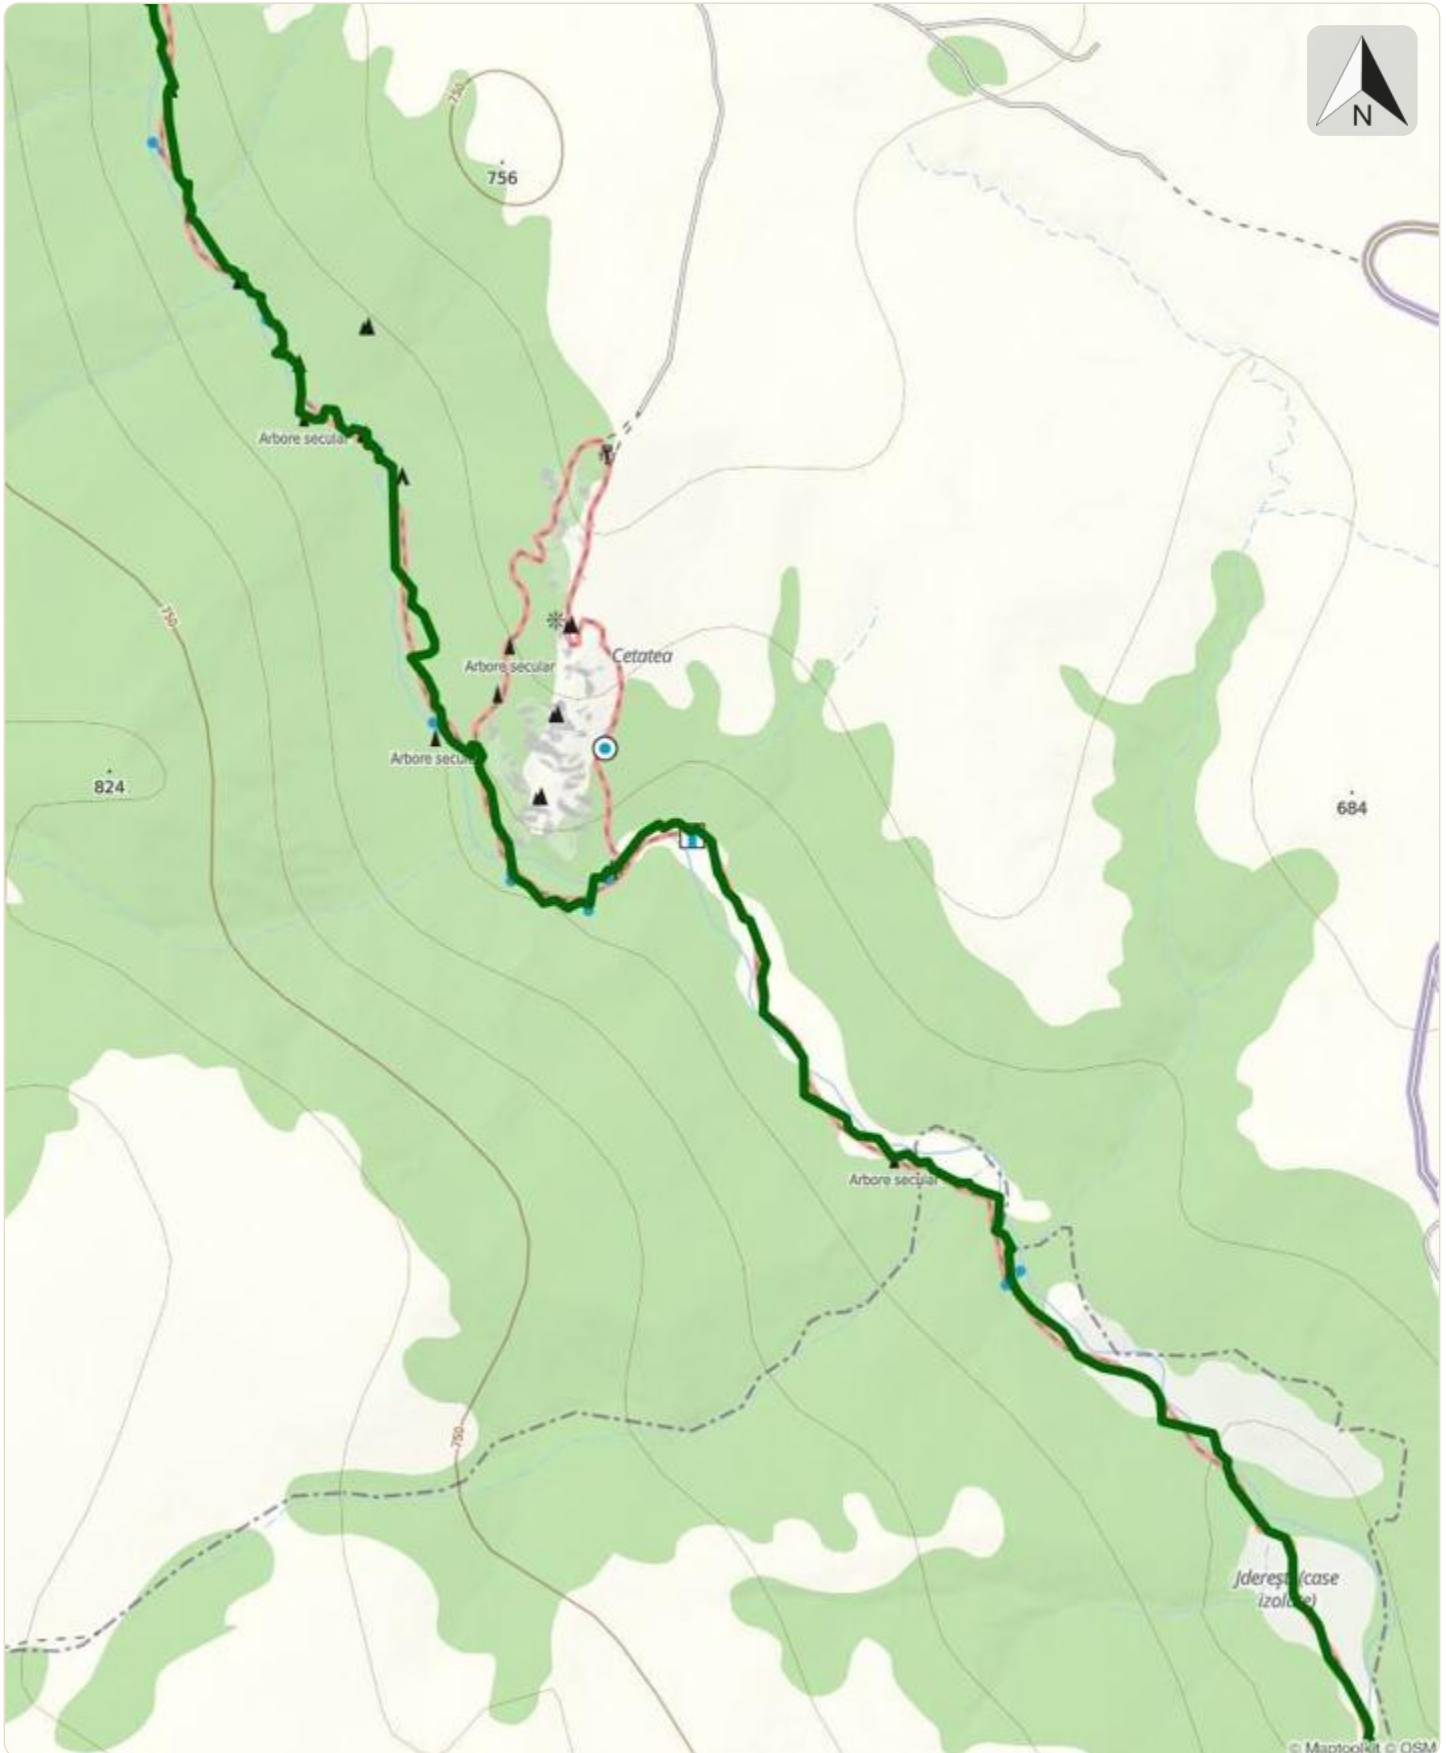 N
750
756
Arbore secular
750
Cetatea
Arbore secular
Arbore secular
824
684
Arbore secular
750
Jderești (case
izolate)
© Maptoolkit © OSM